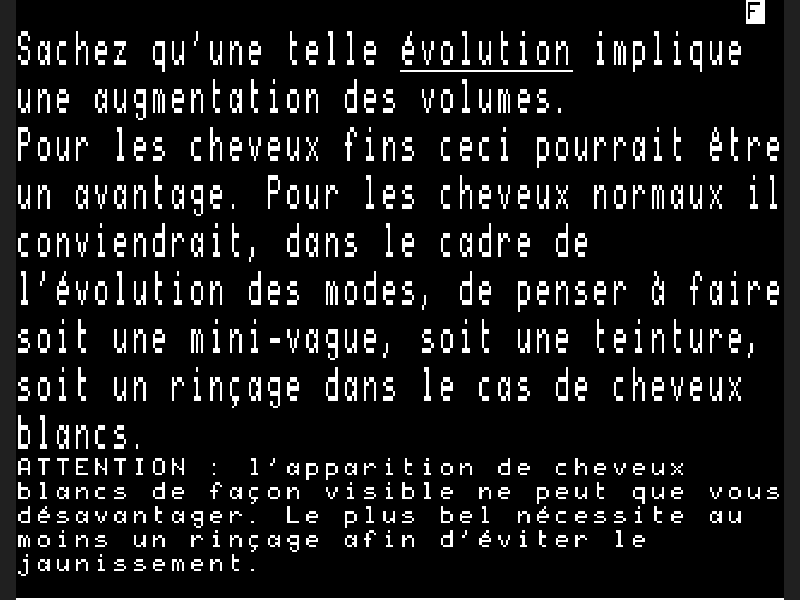 F
Sachez qu'une telle évolution implique
une augmentation des volumes.
Pour les cheveux fins ceci pourrait être
un avantage. Pour les cheveux normaux il
conviendrait, dans le cadre de
l'évolution des modes, de penser à faire
soit une mini-vague, soit une teinture,
soit un rinçage dans le cas de cheveux
blancs.
ATTENTION : l'apparition de cheveux
blancs de façon visible ne peut que vous
désavantager. Le plus bel nécessite au
moins un rinçage afin d'éviter le
jaunissement.